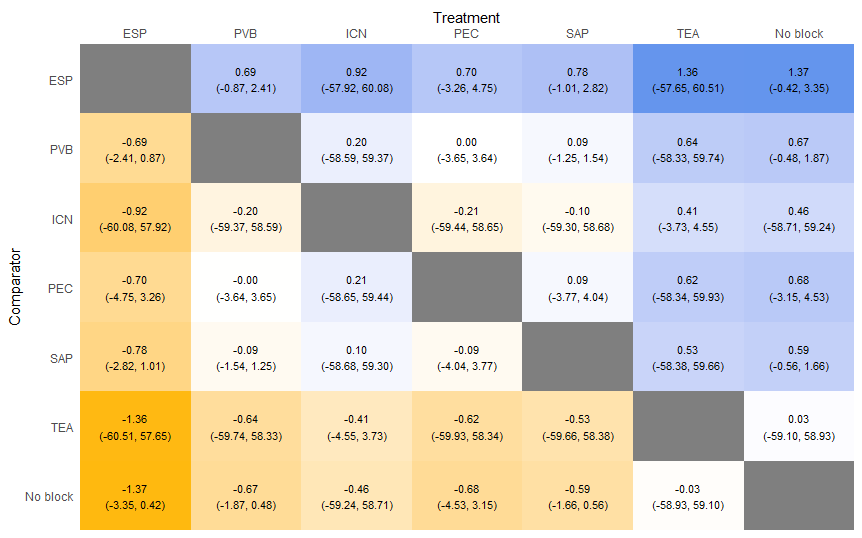 Treatment
ESP PVB ICN PEC SAP TEA No block
Comparator
ESP
0.69 0.92 0.70 0.78 1.36 1.37
(-0.87, 2.41) (-57.92, 60.08) (-3.26, 4.75) (-1.01, 2.82) (-57.65, 60.51) (-0.42, 3.35)
PVB
-0.69 0.20 0.00 0.09 0.64 0.67
(-2.41, 0.87) (-58.59, 59.37) (-3.65, 3.64) (-1.25, 1.54) (-58.33, 59.74) (-0.48, 1.87)
ICN
-0.92 -0.20 -0.21 -0.10 0.41 0.46
(-60.08, 57.92) (-59.37, 58.59) (-59.44, 58.65) (-59.30, 58.68) (-3.73, 4.55) (-58.71, 59.24)
PEC
-0.70 -0.00 0.21 0.09 0.62 0.68
(-4.75, 3.26) (-3.64, 3.65) (-58.65, 59.44) (-3.77, 4.04) (-58.34, 59.93) (-3.15, 4.53)
SAP
-0.78 -0.09 0.10 -0.09 0.53 0.59
(-2.82, 1.01) (-1.54, 1.25) (-58.68, 59.30) (-4.04, 3.77) (-58.38, 59.66) (-0.56, 1.66)
TEA
-1.36 -0.64 -0.41 -0.62 -0.53 0.03
(-60.51, 57.65) (-59.74, 58.33) (-4.55, 3.73) (-59.93, 58.34) (-59.66, 58.38) (-59.10, 58.93)
No block
-1.37 -0.67 -0.46 -0.68 -0.59 -0.03
(-3.35, 0.42) (-1.87, 0.48) (-59.24, 58.71) (-4.53, 3.15) (-1.66, 0.56) (-58.93, 59.10)